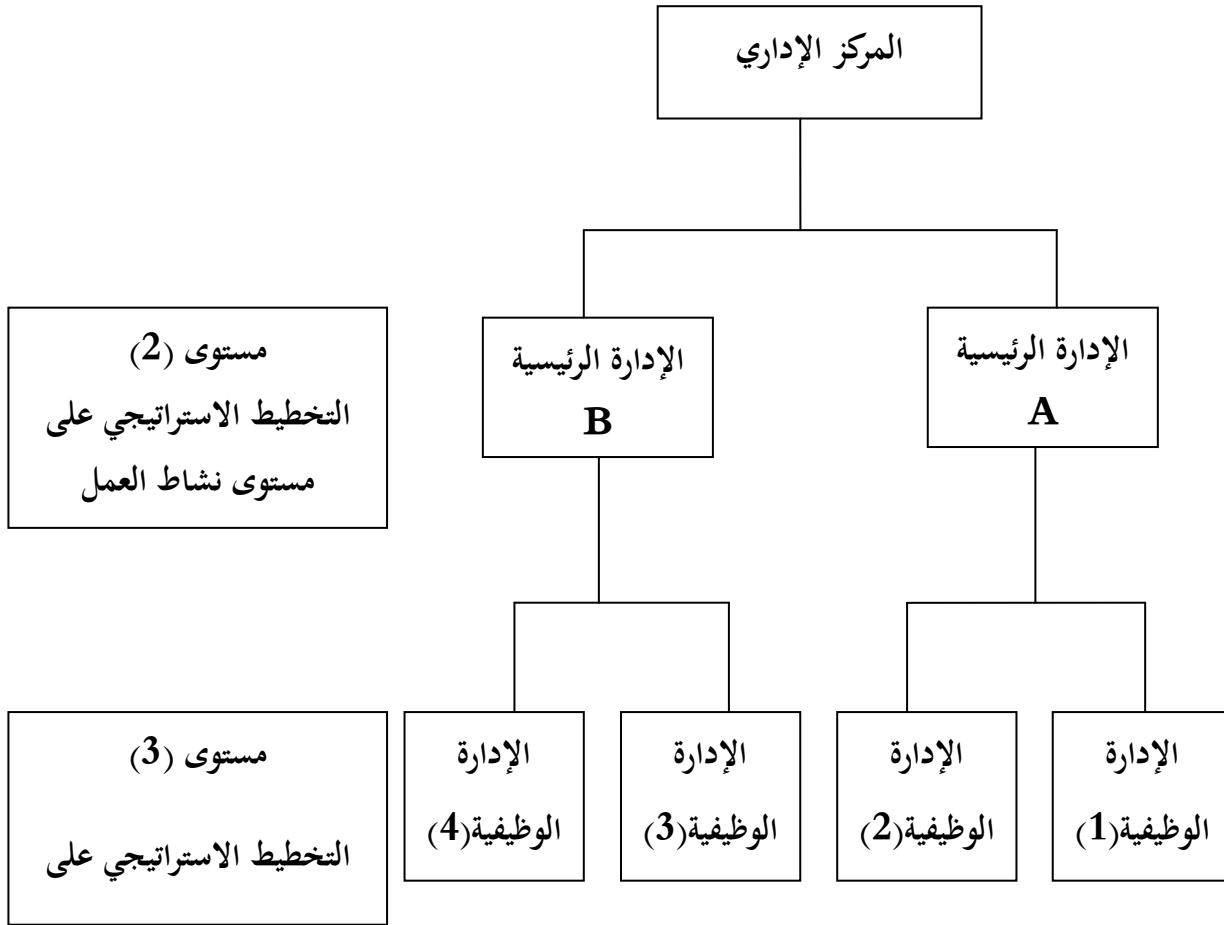 المركز الإداري
الإدارة الرئيسية
A
الإدارة الرئيسية
B
مستوى (2)
التخطيط الاستراتيجي على
مستوى نشاط العمل
الإدارة
الوظيفية(1)
الإدارة
الوظيفية(2)
الإدارة
الوظيفية(3)
الإدارة
الوظيفية(4)
مستوى (3)
التخطيط الاستراتيجي على